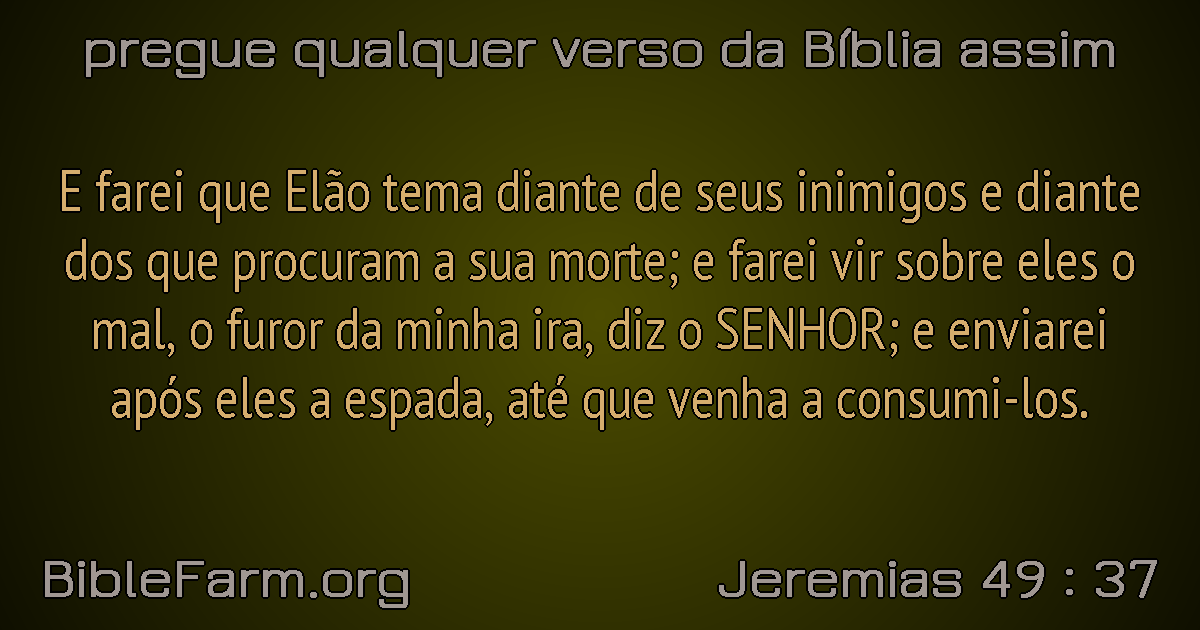 pregue qualquer verso da Bíblia assim
E farei que Elão tema diante de seus inimigos e diante
dos que procuram a sua morte; e farei vir sobre eles o
mal, o furor da minha ira, diz o SENHOR; e enviarei
após eles a espada, até que venha a consumi-los.
BibleFarm.org
Jeremias 49 : 37